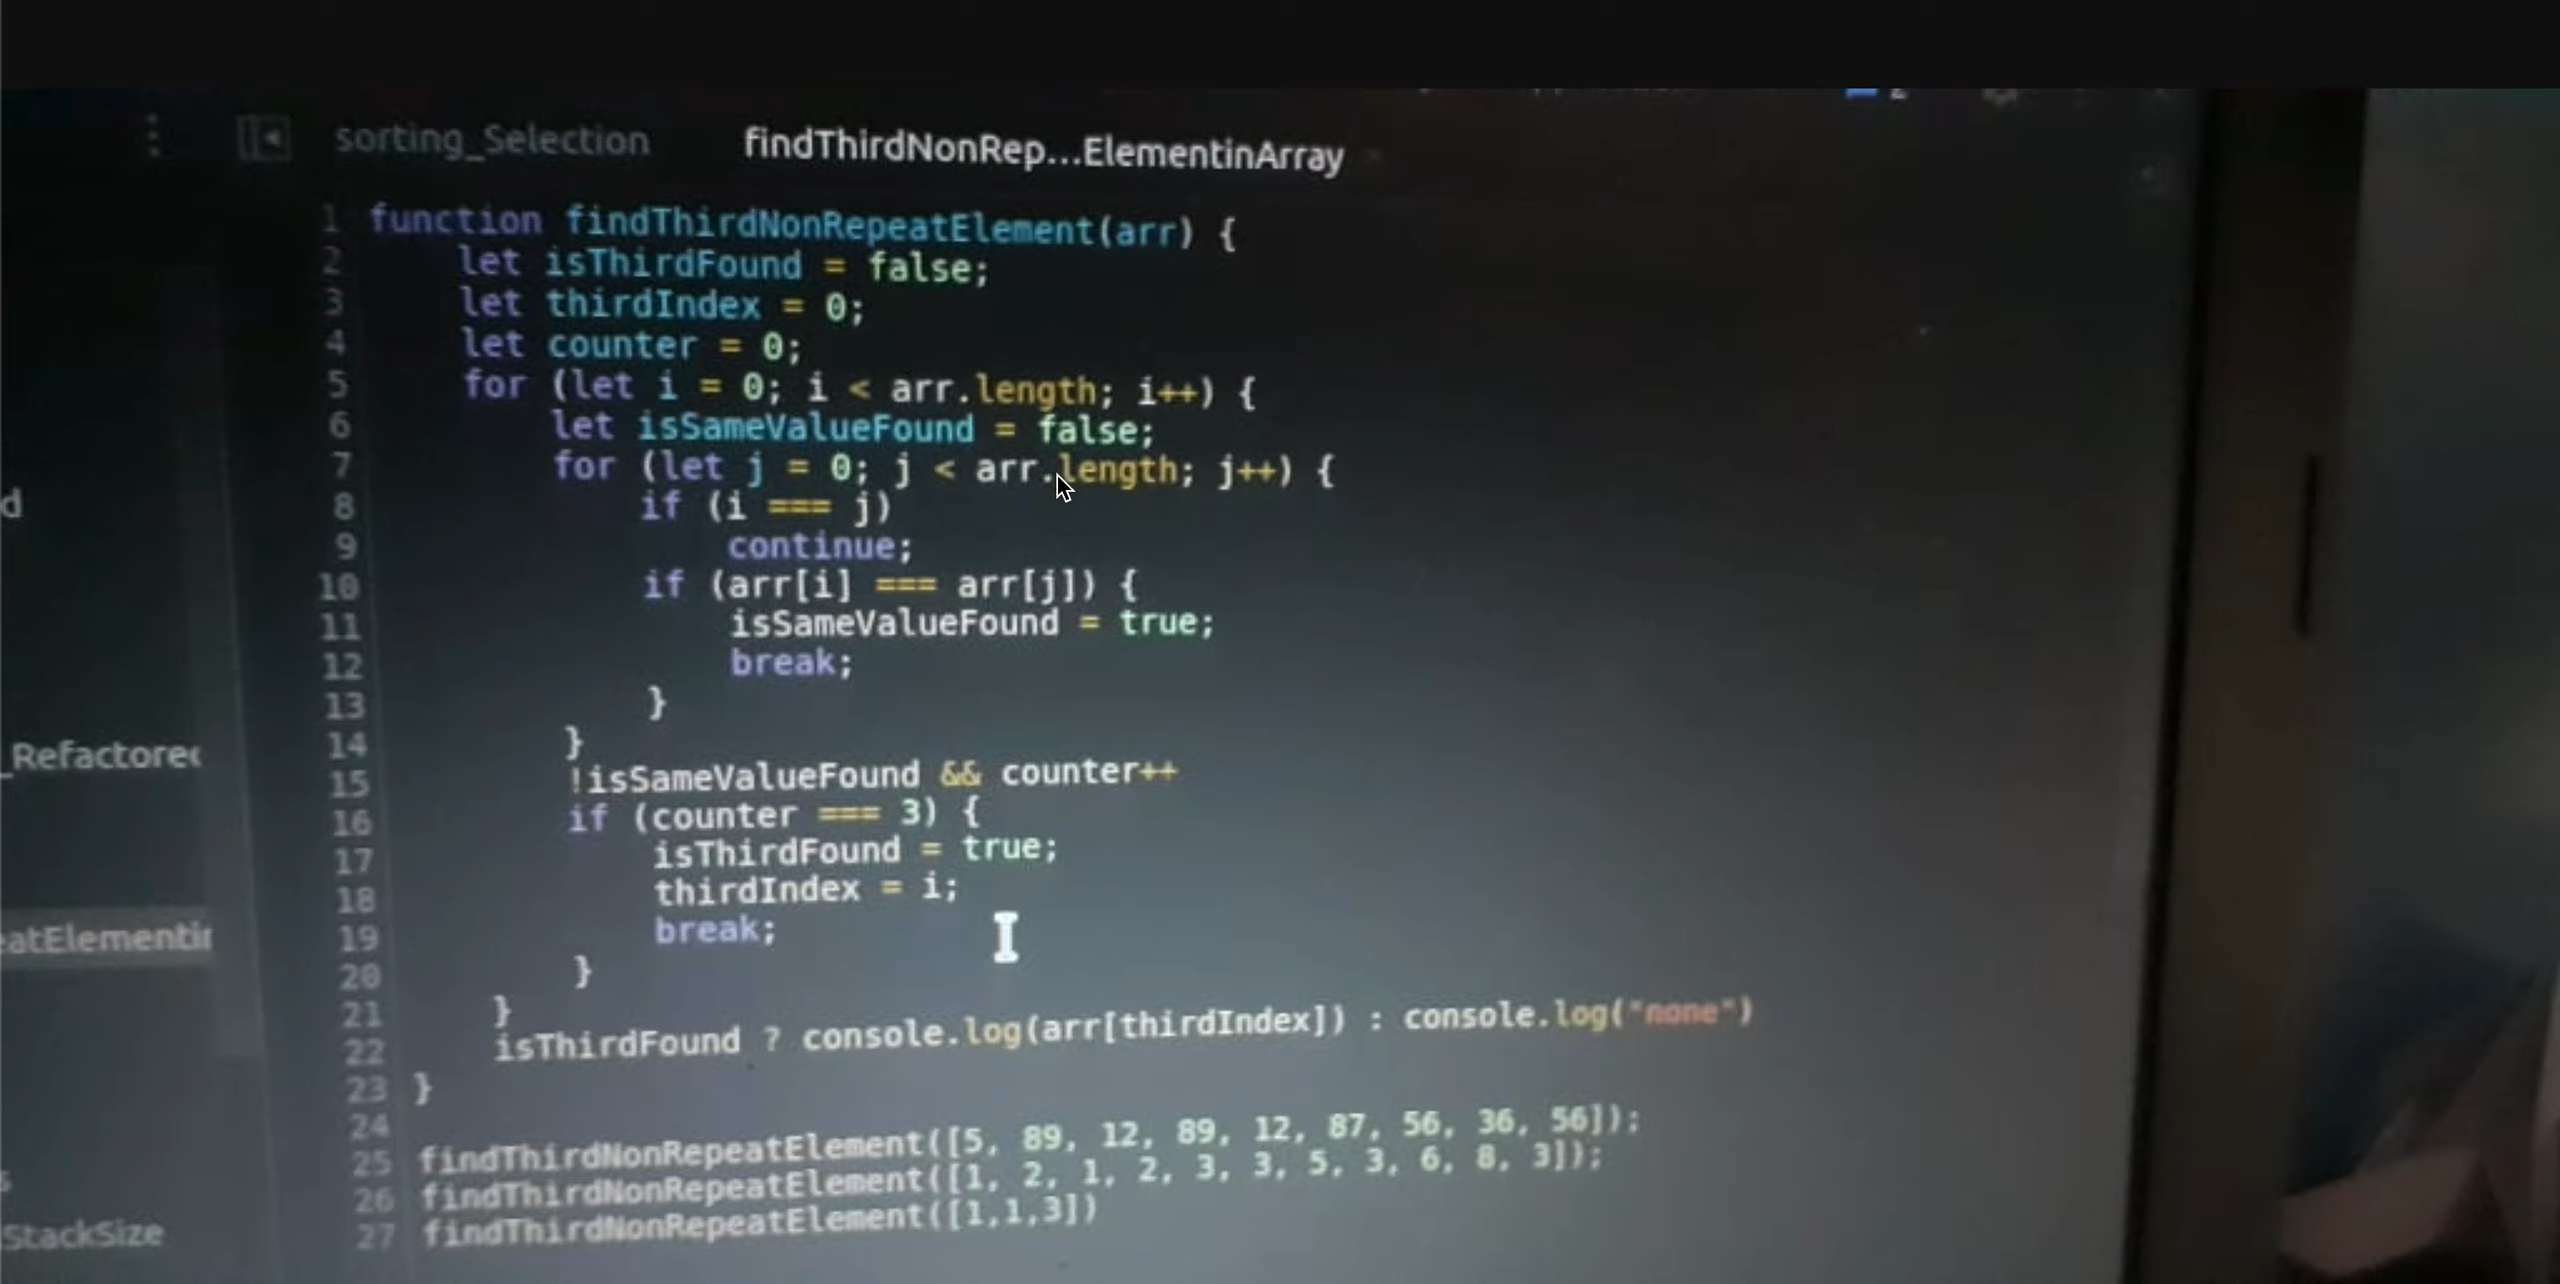 sorting_Selection findThirdNonRep...ElementinArray
1 function findThirdNonRepeatElement(arr) {
2 let isThirdFound = false;
3 let thirdIndex = 0;
4 let counter = 0;
5 for (let i = 0; i < arr.length; i++) {
6 let isSameValueFound = false;
7 for (let j = 0; j < arr.length; j++) {
8 if (i === j)
9 continue;
10 if (arr[i] === arr[j]) {
11 isSameValueFound = true;
12 break;
13 }
14 }
15 !isSameValueFound && counter++
16 if (counter === 3) {
17 isThirdFound = true;
18 thirdIndex = i;
19 break;
20 }
21 }
22 isThirdFound ? console.log(arr[thirdIndex]) : console.log("none")
23 }
24
25 findThirdNonRepeatElement([5, 89, 12, 89, 12, 87, 56, 36, 56]);
26 findThirdNonRepeatElement([1, 2, 1, 2, 3, 3, 5, 3, 6, 8, 3]);
27 findThirdNonRepeatElement([1,1,3])
d
_Refactored
eatElementin
StackSize